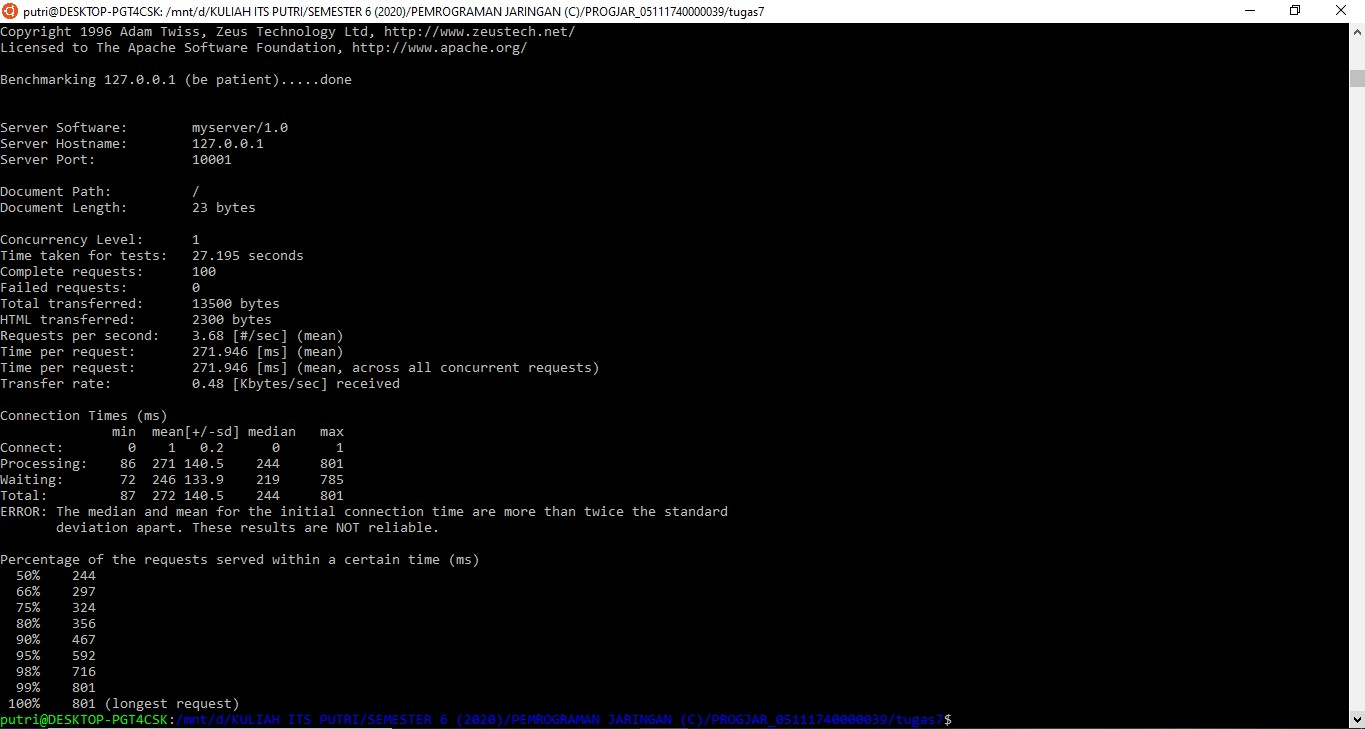 putri@DESKTOP-PGT4CSK: /mnt/d/KULIAH ITS PUTRI/SEMESTER 6 (2020)/PEMROGRAMAN JARINGAN (C)/PROGJAR_05111740000039/tugas7
Copyright 1996 Adam Twiss, Zeus Technology Ltd, http://www.zeustech.net/
Licensed to The Apache Software Foundation, http://www.apache.org/

Benchmarking 127.0.0.1 (be patient).....done

Server Software:        myserver/1.0
Server Hostname:        127.0.0.1
Server Port:            10001

Document Path:          /
Document Length:        23 bytes

Concurrency Level:      1
Time taken for tests:   27.195 seconds
Complete requests:      100
Failed requests:        0
Total transferred:      13500 bytes
HTML transferred:       2300 bytes
Requests per second:    3.68 [#/sec] (mean)
Time per request:       271.946 [ms] (mean)
Time per request:       271.946 [ms] (mean, across all concurrent requests)
Transfer rate:          0.48 [Kbytes/sec] received

Connection Times (ms)
              min  mean[+/-sd] median   max
Connect:        0    1   0.2      0       1
Processing:    86  271 140.5    244     801
Waiting:       72  246 133.9    219     785
Total:         87  272 140.5    244     801
ERROR: The median and mean for the initial connection time are more than twice the standard
       deviation apart. These results are NOT reliable.

Percentage of the requests served within a certain time (ms)
  50%    244
  66%    297
  75%    324
  80%    356
  90%    467
  95%    592
  98%    716
  99%    801
 100%    801 (longest request)
putri@DESKTOP-PGT4CSK:/mnt/d/KULIAH ITS PUTRI/SEMESTER 6 (2020)/PEMROGRAMAN JARINGAN (C)/PROGJAR_05111740000039/tugas7$